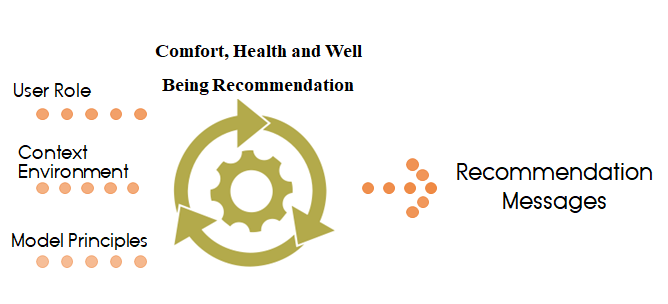 Comfort, Health and Well
Being Recommendation
User Role
Context
Environment
Model Principles
Recommendation
Messages